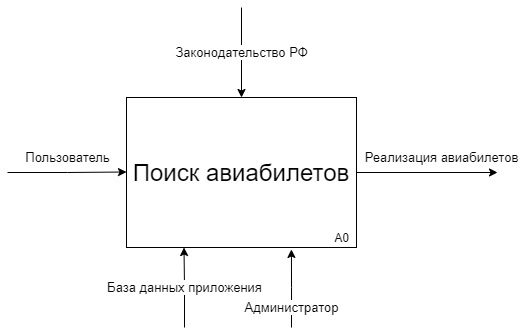 Законодательство РФ
Пользователь
Реализация авиабилетов
Поиск авиабилетов
A0
База данных приложения
Администратор